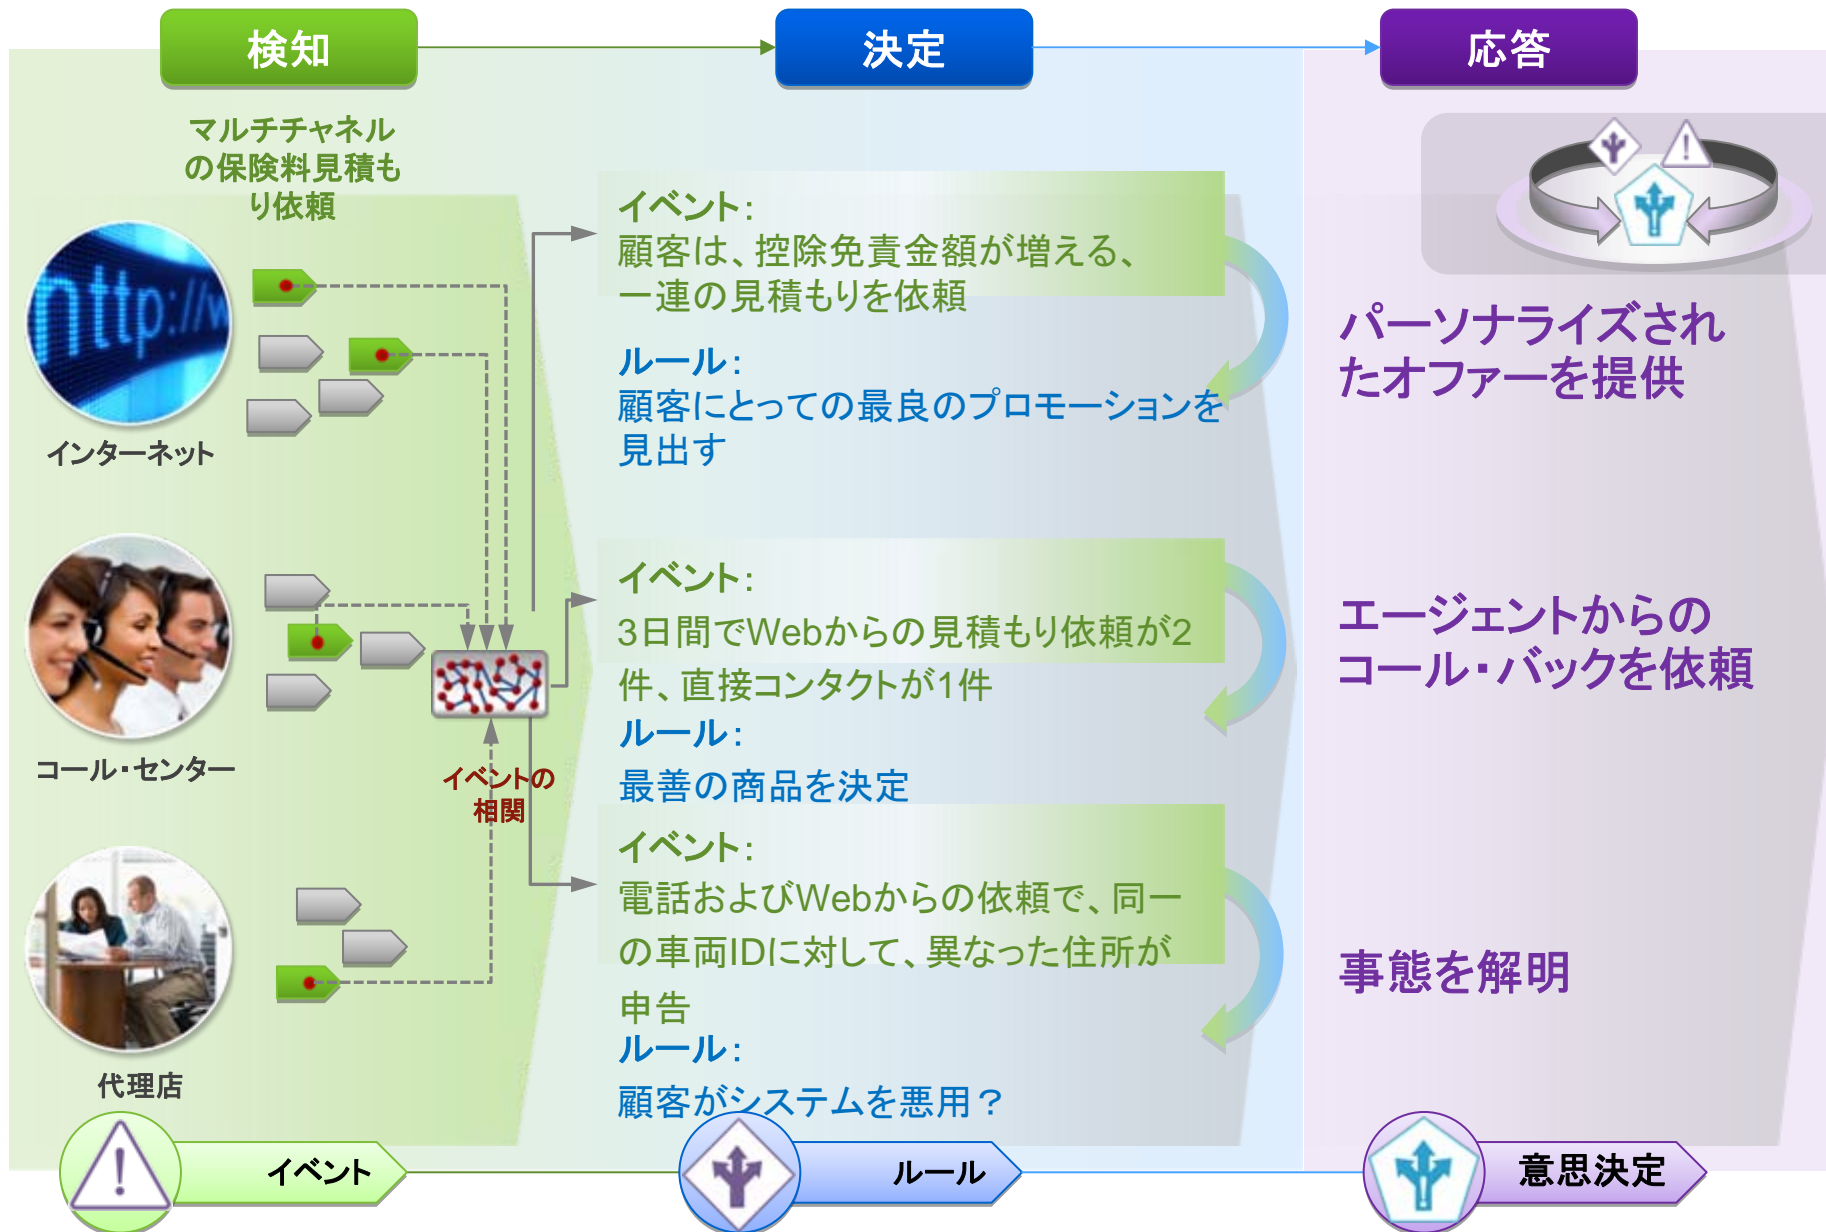 検知
決定
応答
マルチチャネル
の保険料見積も
り依頼
http://w
インターネット
コール・センター
代理店
イベントの
相関
イベント：
顧客は、控除免責金額が増える、
一連の見積もりを依頼
ルール：
顧客にとっての最良のプロモーションを
見出す
イベント：
3日間でWebからの見積もり依頼が2
件、直接コンタクトが1件
ルール：
最善の商品を決定
イベント：
電話およびWebからの依頼で、同一
の車両IDに対して、異なった住所が
申告
ルール：
顧客がシステムを悪用？
パーソナライズされ
たオファーを提供
エージェントからの
コール・バックを依頼
事態を解明
イベント
ルール
意思決定